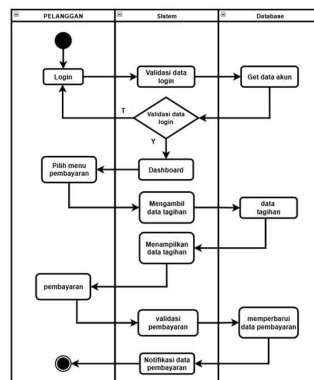 PELANGGAN
Sistem
Database
Login
Validasi data
login
Get data akun
Validasi data
login
T
Y
Dashboard
Pilih menu
pembayaran
Mengambil
data tagihan
data
tagihan
Menampilkan
data tagihan
pembayaran
validasi
pembayaran
memperbarui
data pembayaran
Notifikasi data
pembayaran